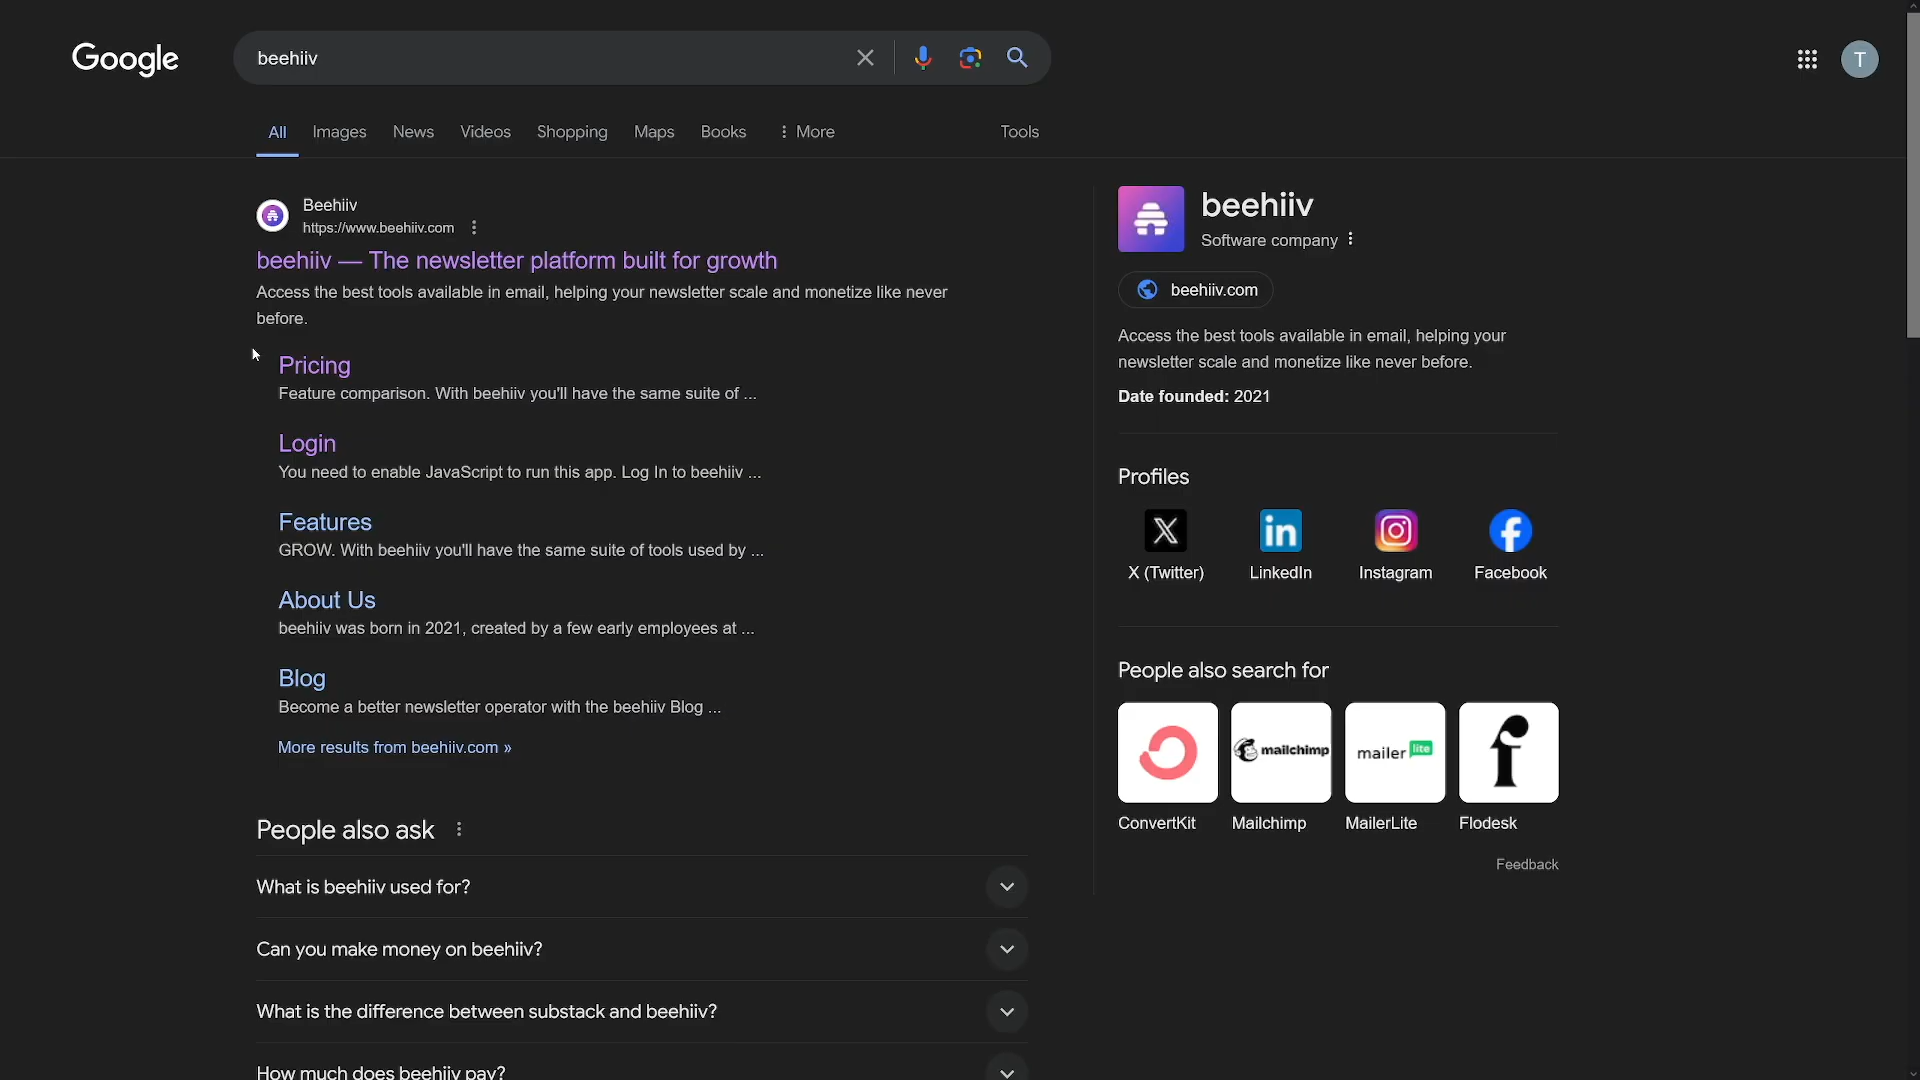 Google
beehiiv
T
All Images News Videos Shopping Maps Books More Tools
Beehiiv
https://www.beehiiv.com
beehiiv — The newsletter platform built for growth
Access the best tools available in email, helping your newsletter scale and monetize like never
before.
Pricing
Feature comparison. With beehiiv you'll have the same suite of ...
Login
You need to enable JavaScript to run this app. Log In to beehiiv ...
Features
GROW. With beehiiv you'll have the same suite of tools used by ...
About Us
beehiiv was born in 2021, created by a few early employees at ...
Blog
Become a better newsletter operator with the beehiiv Blog ...
More results from beehiiv.com »
People also ask
What is beehiiv used for?
Can you make money on beehiiv?
What is the difference between substack and beehiiv?
How much does beehiiv pay?
beehiiv
Software company
beehiiv.com
Access the best tools available in email, helping your
newsletter scale and monetize like never before.
Date founded: 2021
Profiles
X (Twitter) LinkedIn Instagram Facebook
People also search for
mailchimp mailer lite f
ConvertKit Mailchimp MailerLite Flodesk
Feedback